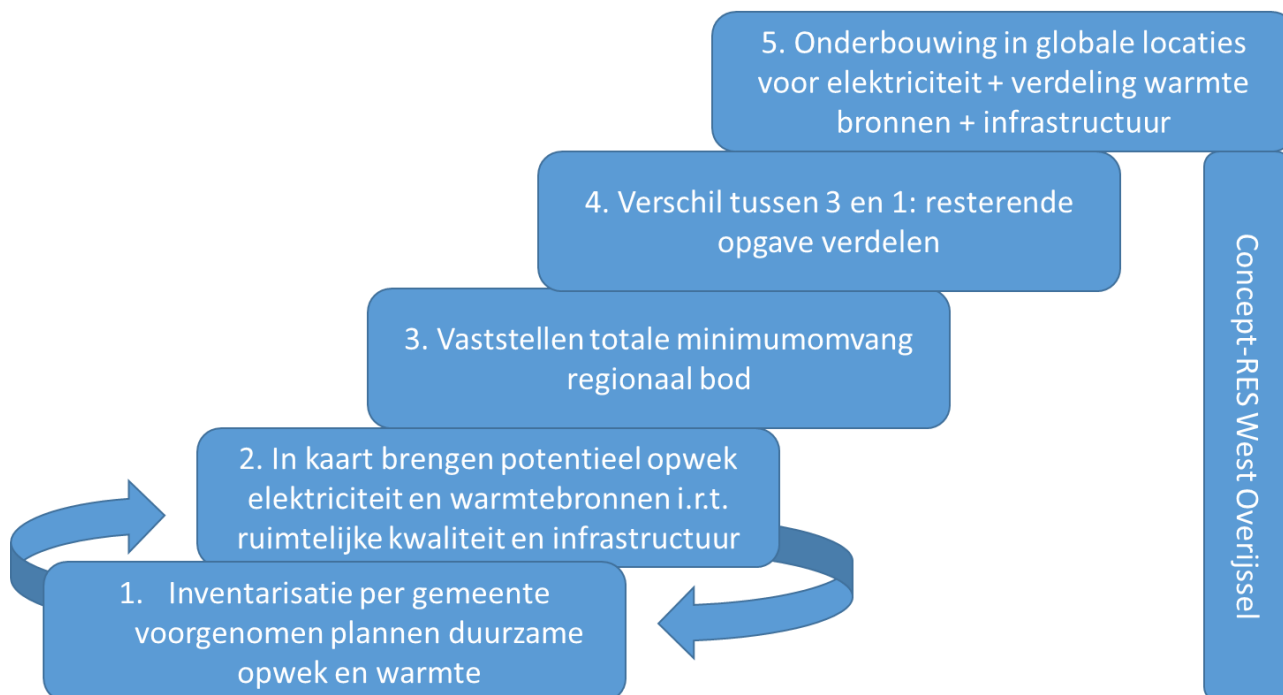 5. Onderbouwing in globale locaties
voor elektriciteit + verdeling warmte
bronnen + infrastructuur
4. Verschil tussen 3 en 1: resterende
opgave verdelen
3. Vaststellen totale minimumomvang
regionaal bod
2. In kaart brengen potentieel opwek
elektriciteit en warmtebronnen i.r.t.
ruimtelijke kwaliteit en infrastructuur
1. Inventarisatie per gemeente
voorgenomen plannen duurzame
opwek en warmte
Concept-RES West Overijssel